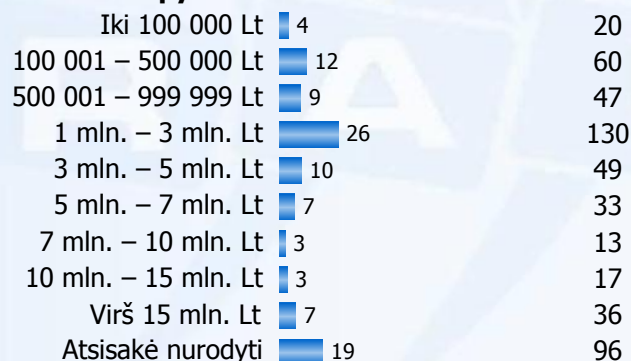 Iki 100 000 Lt 4 20
100 001 – 500 000 Lt 12 60
500 001 – 999 999 Lt 9 47
1 mln. – 3 mln. Lt 26 130
3 mln. – 5 mln. Lt 10 49
5 mln. – 7 mln. Lt 7 33
7 mln. – 10 mln. Lt 3 13
10 mln. – 15 mln. Lt 3 17
Virš 15 mln. Lt 7 36
Atsisakė nurodyti 19 96